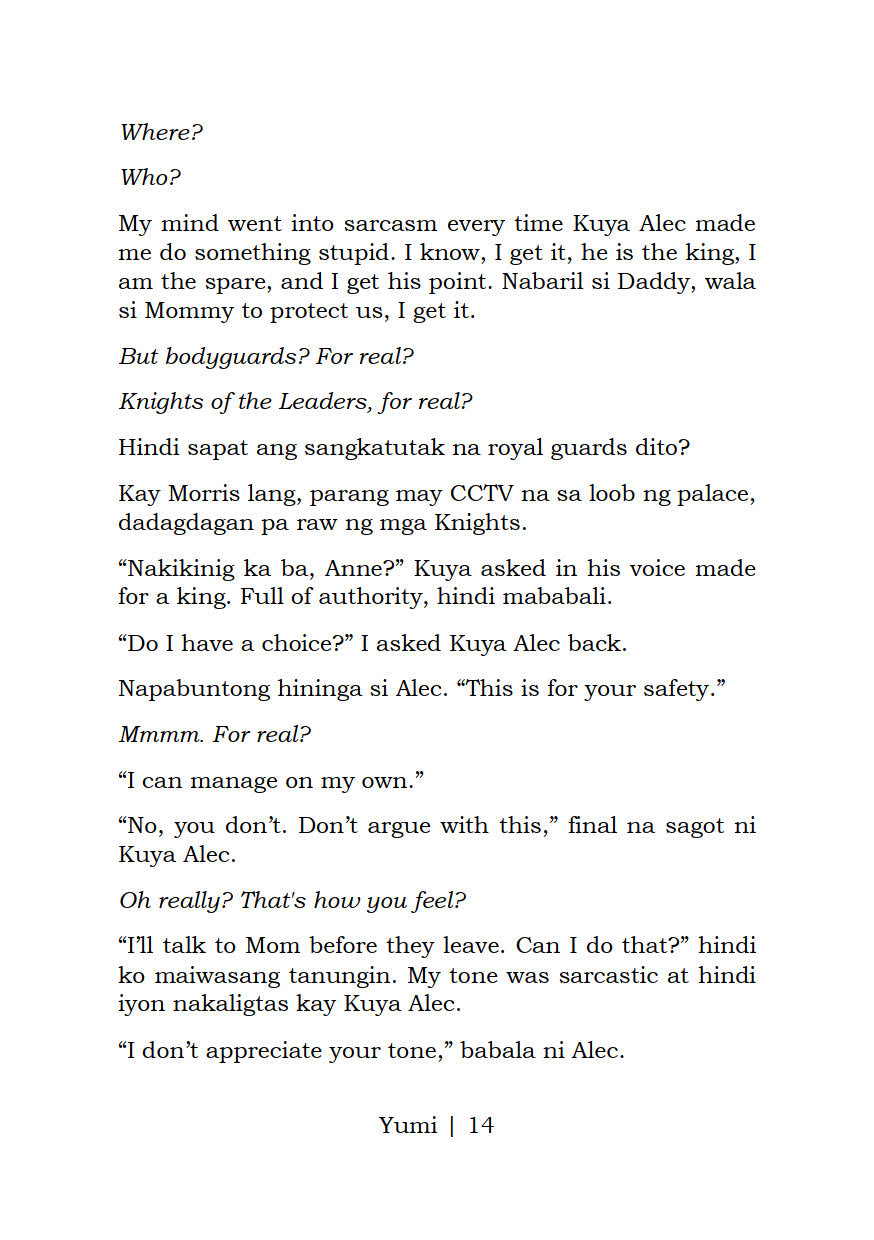 Where?
Who?
My mind went into sarcasm every time Kuya Alec made
me do something stupid. I know, I get it, he is the king, I
am the spare, and I get his point. Nabaril si Daddy, wala
si Mommy to protect us, I get it.
But bodyguards? For real?
Knights of the Leaders, for real?
Hindi sapat ang sangkatutak na royal guards dito?
Kay Morris lang, parang may CCTV na sa loob ng palace,
dadagdagan pa raw ng mga Knights.
“Nakikinig ka ba, Anne?” Kuya asked in his voice made
for a king. Full of authority, hindi mababali.
“Do I have a choice?” I asked Kuya Alec back.
Napabuntong hininga si Alec. “This is for your safety.”
Mmmm. For real?
“I can manage on my own.”
“No, you don’t. Don’t argue with this,” final na sagot ni
Kuya Alec.
Oh really? That's how you feel?
“I’ll talk to Mom before they leave. Can I do that?” hindi
ko maiwasang tanungin. My tone was sarcastic at hindi
iyon nakaligtas kay Kuya Alec.
“I don’t appreciate your tone,” babala ni Alec.
Yumi | 14